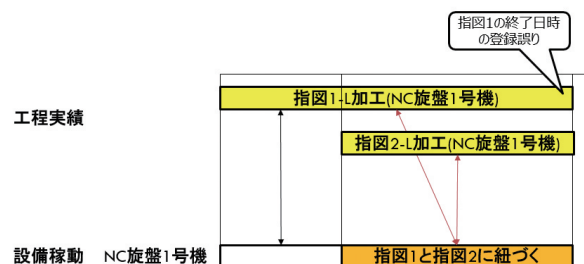 指図1の終了日時
の登録誤り
指図1-L加工(NC旋盤1号機)
工程実績
指図2-L加工(NC旋盤1号機)
設備稼動 NC旋盤1号機
指図1と指図2に紐づく